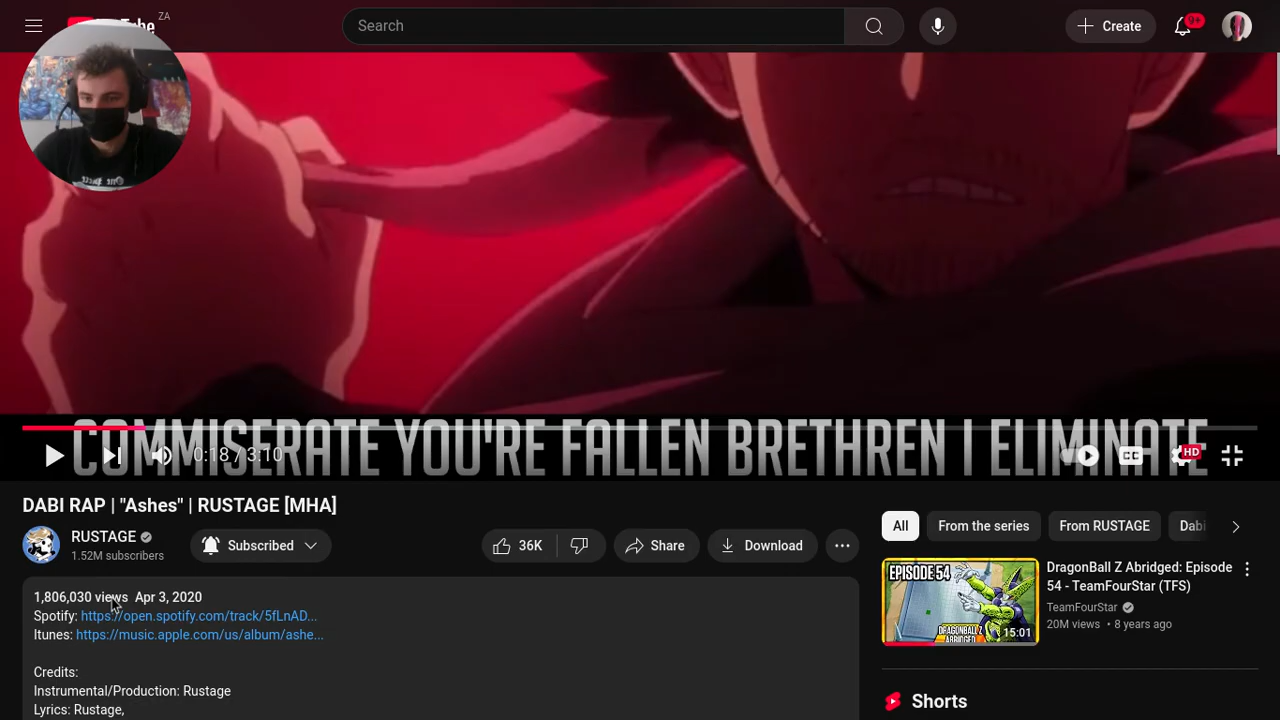 ZA
Search
Create
9+
COMMISERATE YOU'RE FALLEN BRETHREN I ELIMINATE
0:18 / 3:10
CC
HD
DABI RAP | "Ashes" | RUSTAGE [MHA]
RUSTAGE
1.52M subscribers
Subscribed
36K
Share
Download
All
From the series
From RUSTAGE
Dabi
1,806,030 views Apr 3, 2020
Spotify: https://open.spotify.com/track/5fLnAD...
Itunes: https://music.apple.com/us/album/ashe...
Credits:
Instrumental/Production: Rustage
Lyrics: Rustage,
EPISODE 54
DRAGONBALL Z
ABRIDGED
15:01
DragonBall Z Abridged: Episode
54 - TeamFourStar (TFS)
TeamFourStar
20M views • 8 years ago
Shorts